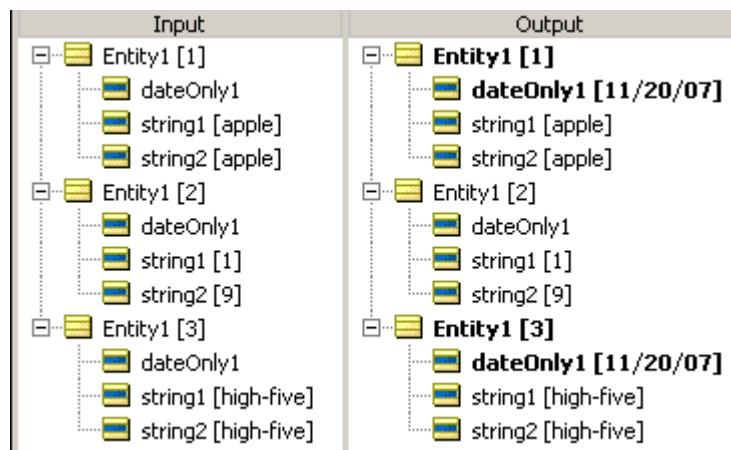 Input
Entity1 [1]
dateOnly1
string1 [apple]
string2 [apple]
Entity1 [2]
dateOnly1
string1 [1]
string2 [9]
Entity1 [3]
dateOnly1
string1 [high-five]
string2 [high-five]
Output
Entity1 [1]
dateOnly1 [11/20/07]
string1 [apple]
string2 [apple]
Entity1 [2]
dateOnly1
string1 [1]
string2 [9]
Entity1 [3]
dateOnly1 [11/20/07]
string1 [high-five]
string2 [high-five]